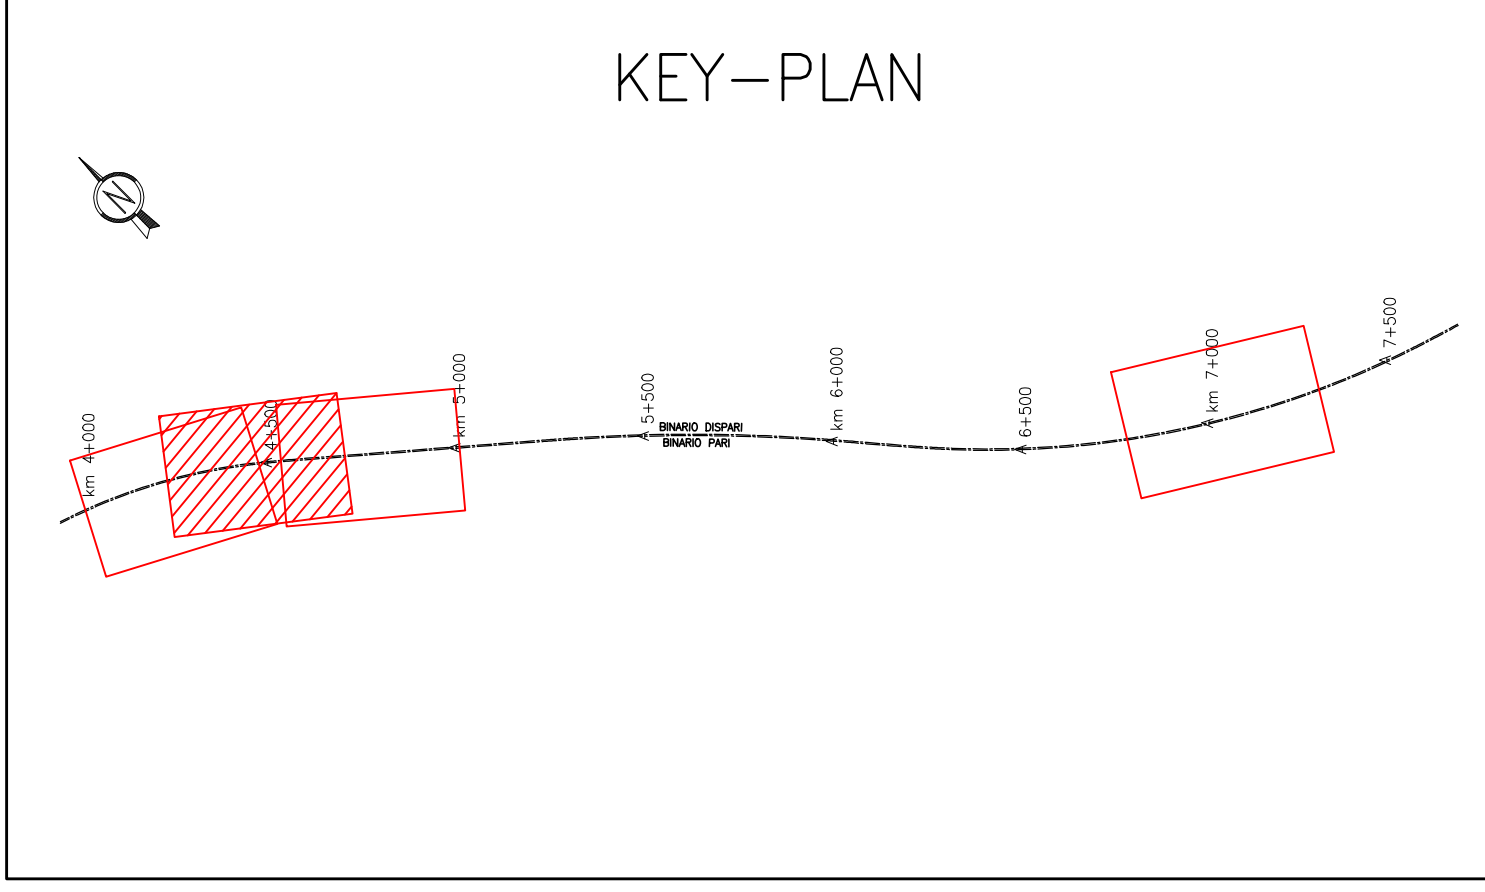 KEY-PLAN
N
km 4+000
4+500
km 5+000
5+500
BINARIO DISPARI
BINARIO PARI
km 6+000
6+500
km 7+000
7+500